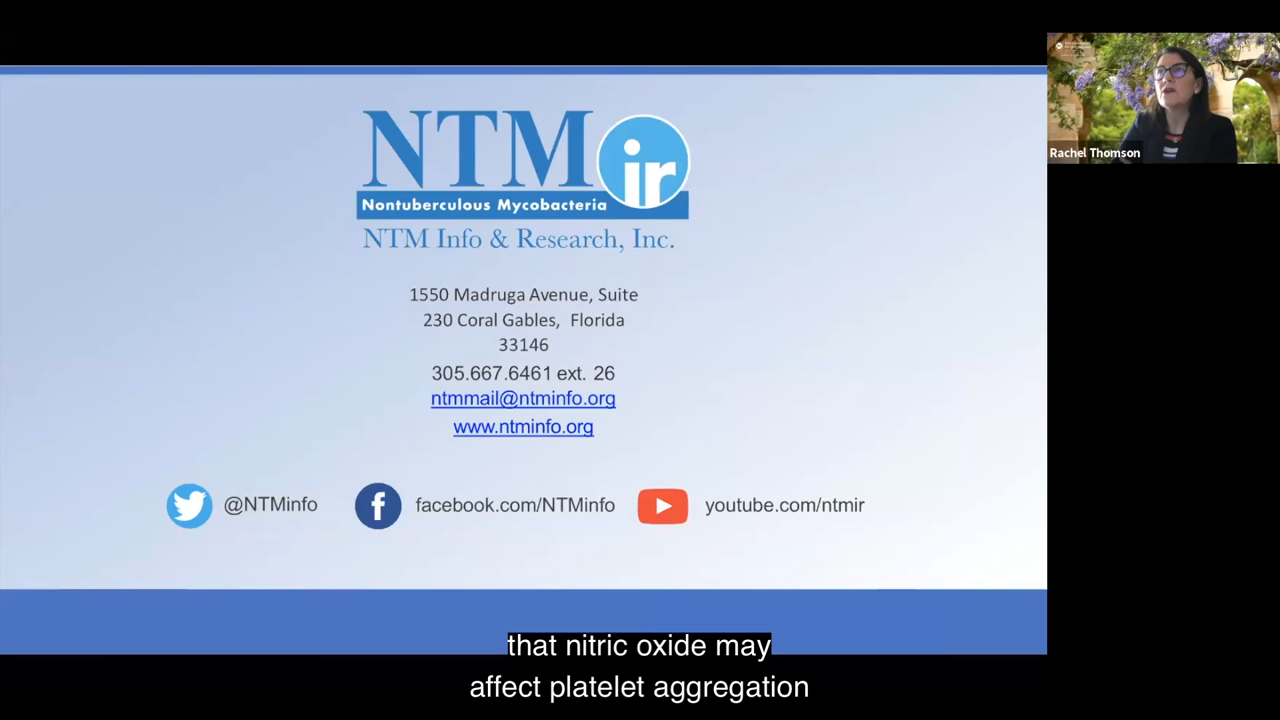 NTM
ir
Nontuberculous Mycobacteria
NTM Info & Research, Inc.
1550 Madruga Avenue, Suite
230 Coral Gables, Florida
33146
305.667.6461 ext. 26
ntmmail@ntminfo.org
www.ntminfo.org
@NTMinfo
facebook.com/NTMinfo
youtube.com/ntmir
Rachel Thomson
that nitric oxide may
affect platelet aggregation